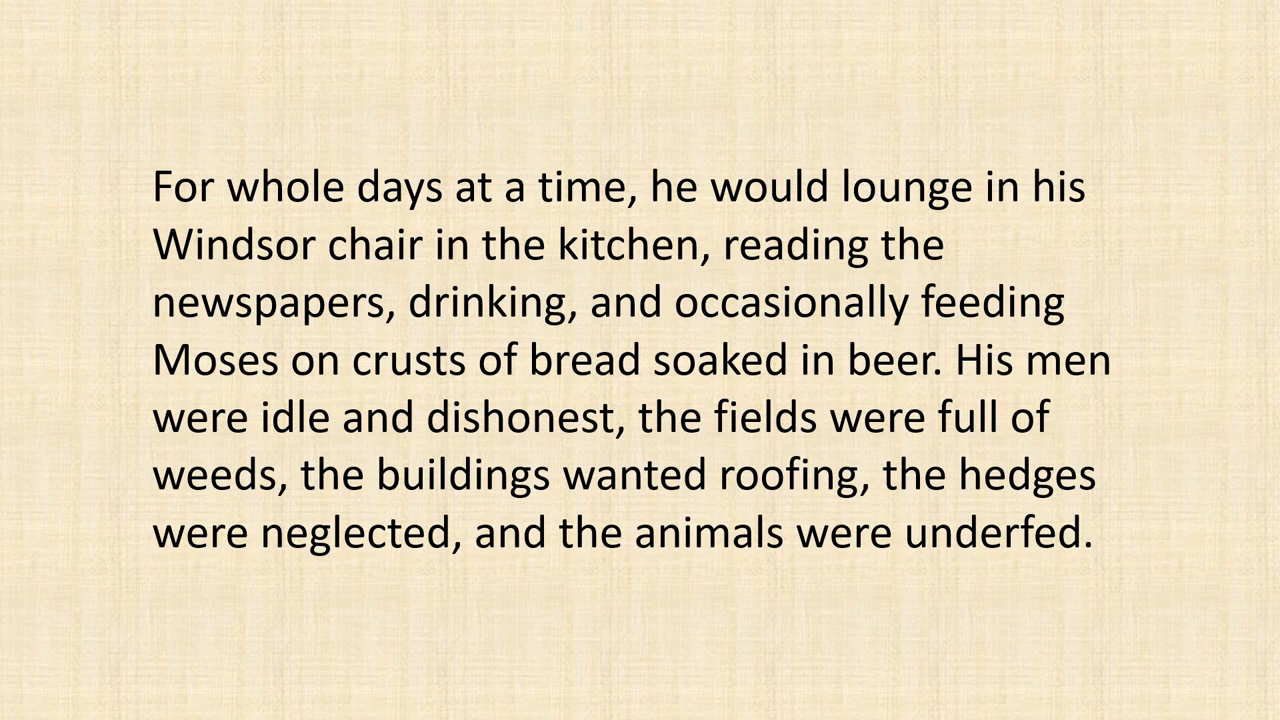 For whole days at a time, he would lounge in his
Windsor chair in the kitchen, reading the
newspapers, drinking, and occasionally feeding
Moses on crusts of bread soaked in beer. His men
were idle and dishonest, the fields were full of
weeds, the buildings wanted roofing, the hedges
were neglected, and the animals were underfed.